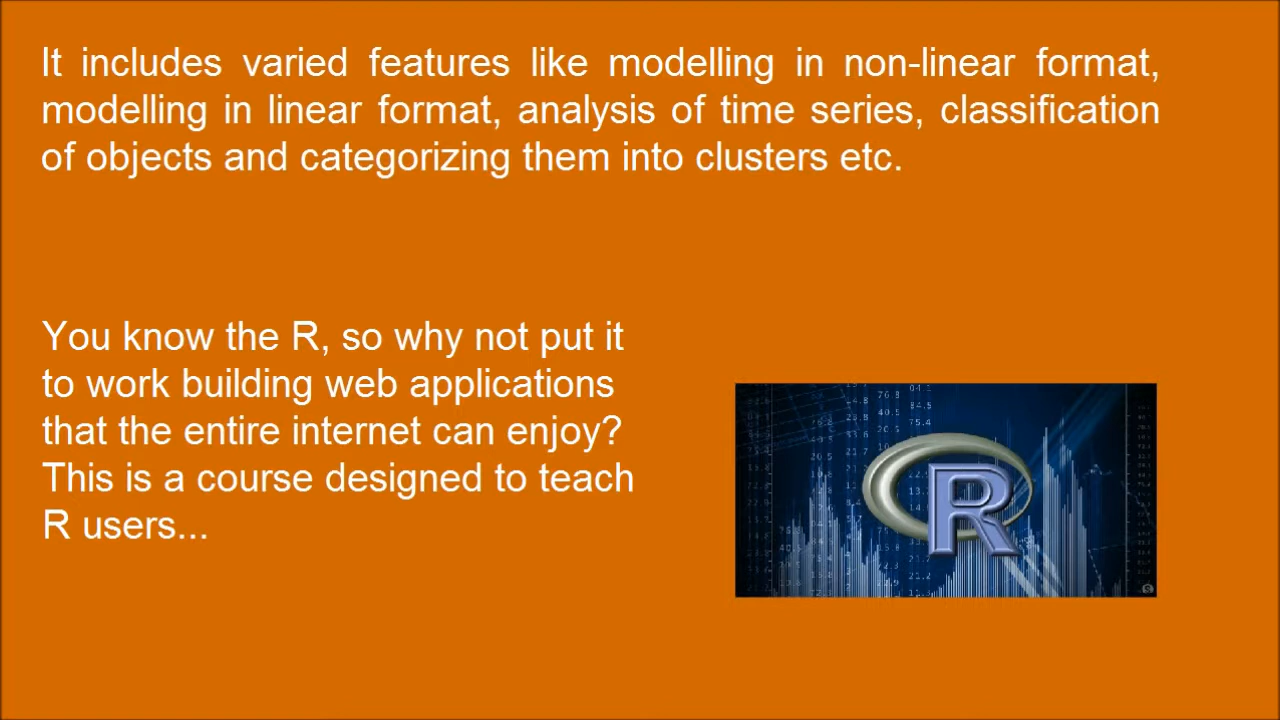 It includes varied features like modelling in non-linear format,
modelling in linear format, analysis of time series, classification
of objects and categorizing them into clusters etc.
You know the R, so why not put it
to work building web applications
that the entire internet can enjoy?
This is a course designed to teach
R users...
R